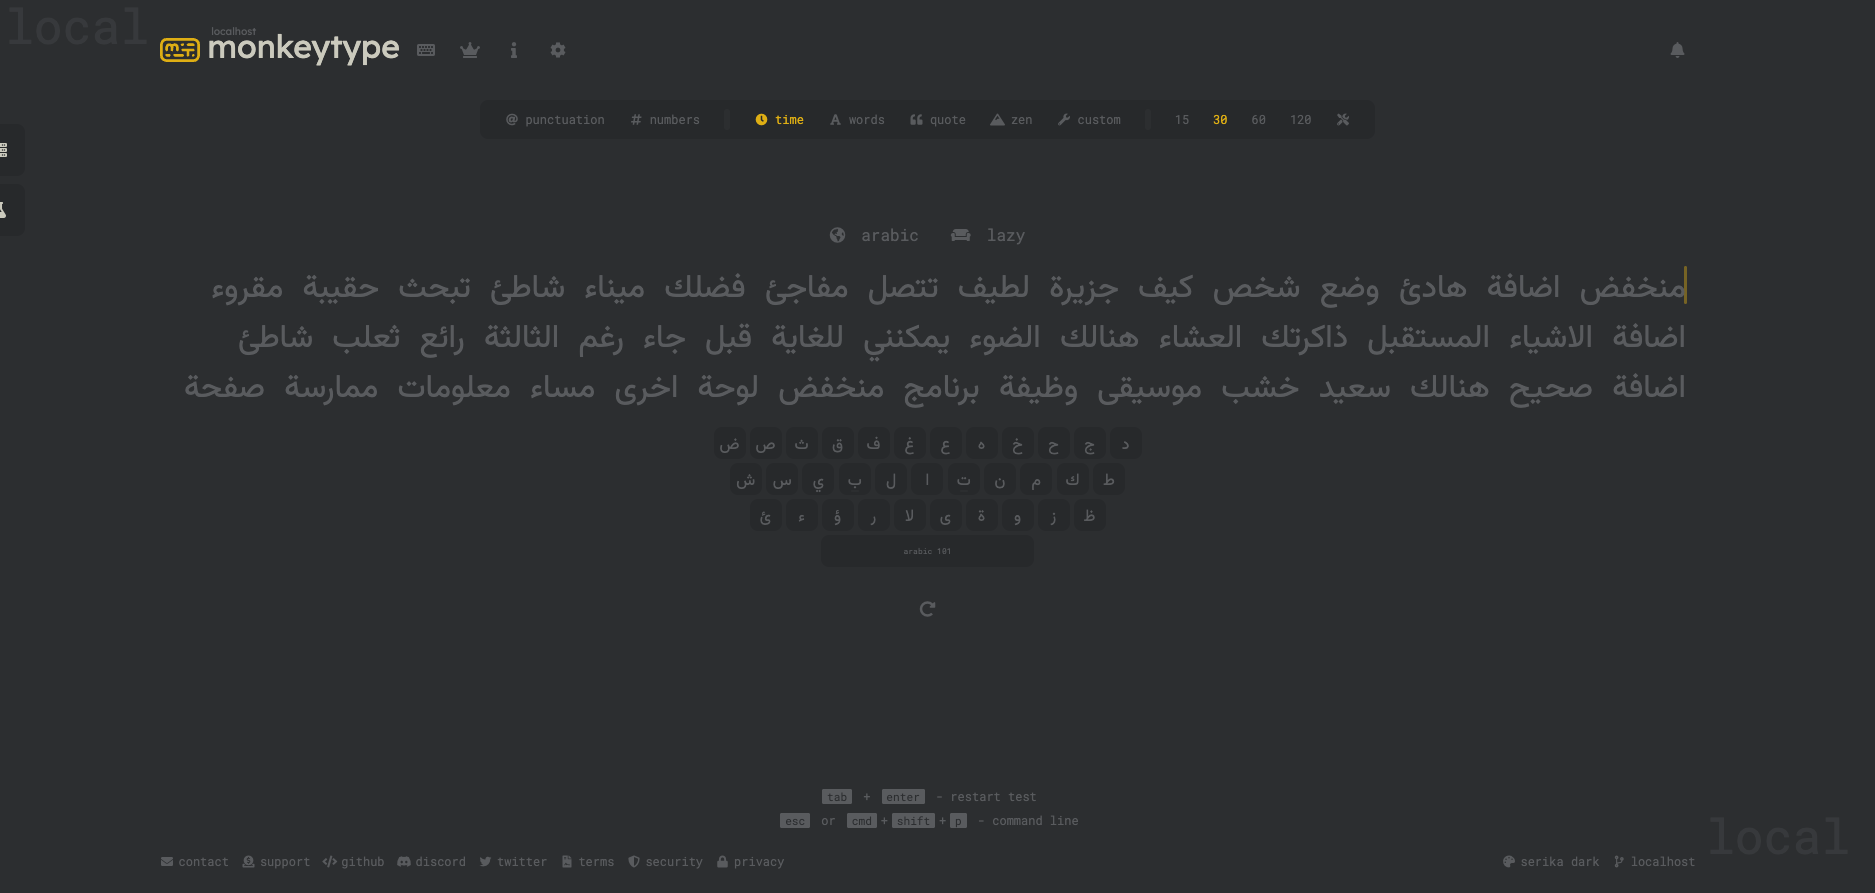 local
localhost
monkeytype
punctuation numbers time words quote zen custom 15 30 60 120
arabic lazy
منخفض اضافة هادئ وضع شخص كيف جزيرة لطيف تتصل مفاجئ فضلك ميناء شاطئ تبحث حقيبة مقروء
اضافة الاشياء المستقبل ذاكرتك العشاء هنالك الضوء يمكنني للغاية قبل جاء رغم الثالثة رائع ثعلب شاطئ
اضافة صحيح هنالك سعيد خشب موسيقى وظيفة برنامج منخفض لوحة اخرى مساء معلومات ممارسة صفحة
ض ص ث ق ف غ ع ه خ ح ج د
ش س ي ب ل ا ت ن م ك ط
ئ ء ؤ ر لا ى ة و ز ظ
arabic 101
tab + enter - restart test
esc or cmd + shift + p - command line
local
contact support github discord twitter terms security privacy serika dark localhost